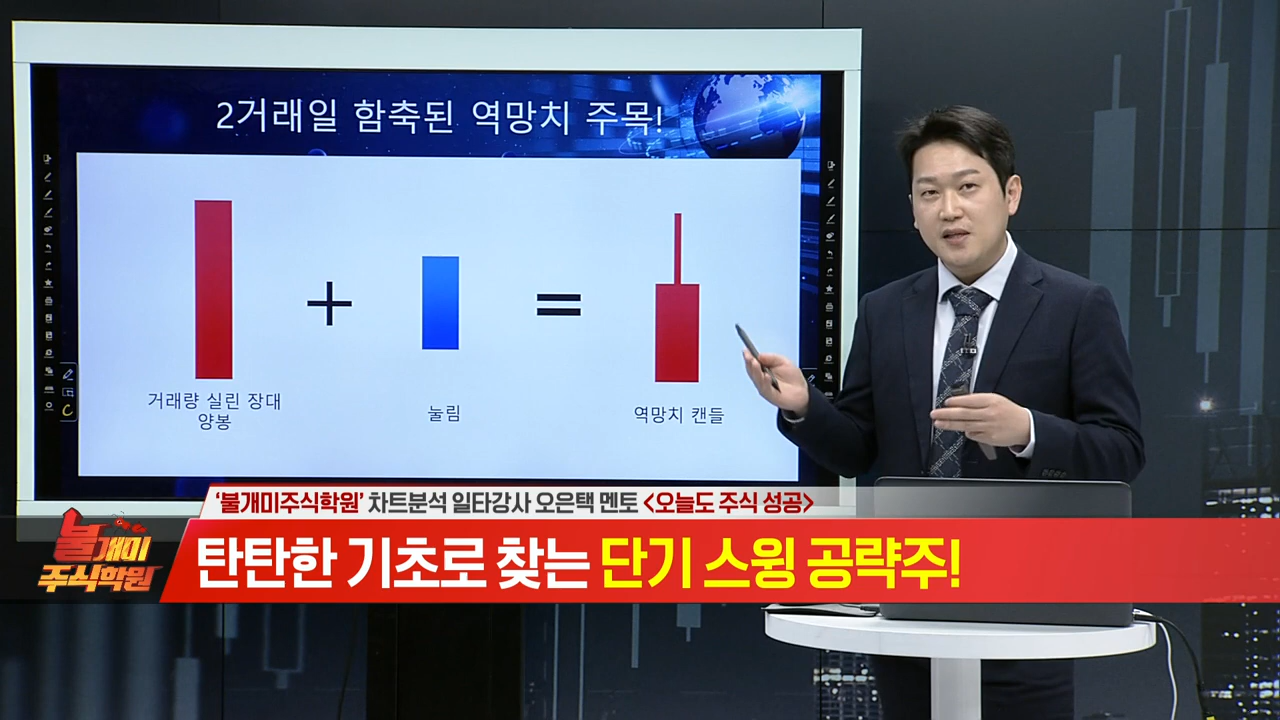 2거래일 함축된 역망치 주목!
+
=
거래량 실린 장대
양봉
눌림
역망치 캔들
'불개미주식학원' 차트분석 일타강사 오은택 멘토 <오늘도 주식 성공>
불개미
주식학원
탄탄한 기초로 찾는 단기 스윙 공략주!